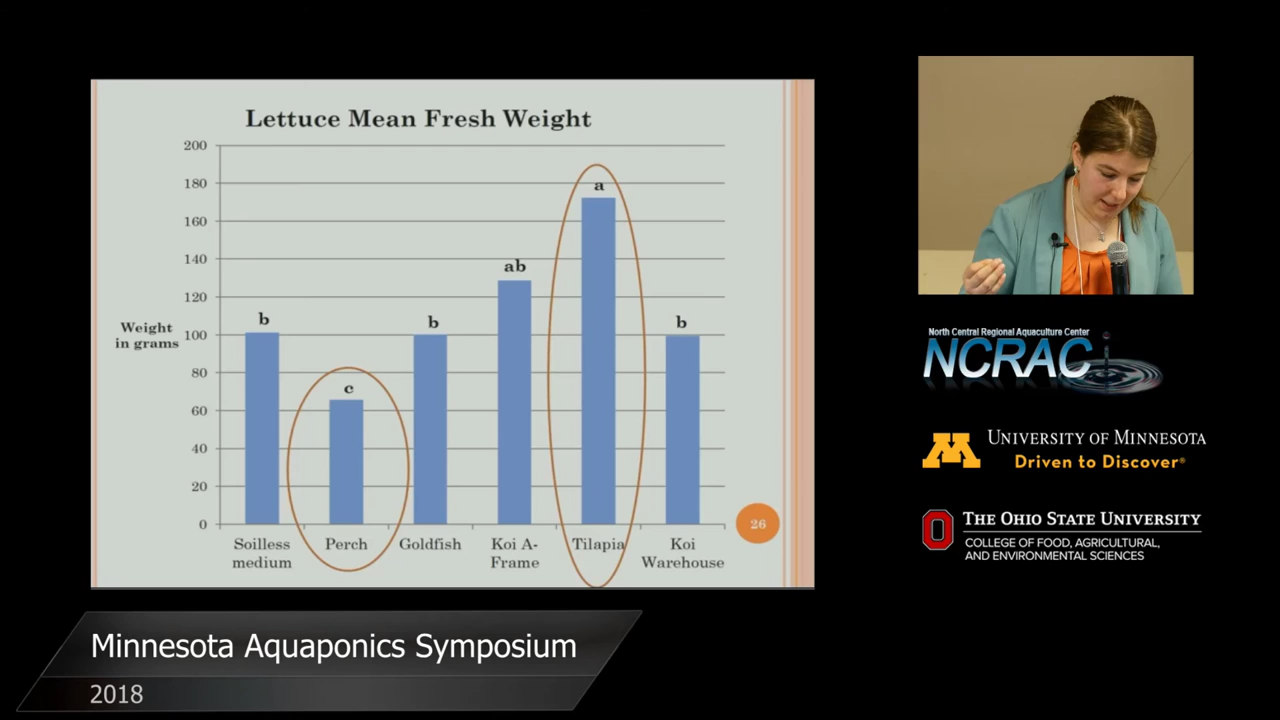 Lettuce Mean Fresh Weight
200
180
160
140
120
100
80
60
40
20
0
Weight
in grams
b
c
b
ab
a
b
Soilless
medium
Perch
Goldfish
Koi A-
Frame
Tilapia
Koi
Warehouse
26
North Central Regional Aquaculture Center
NCRAC
M
UNIVERSITY OF MINNESOTA
Driven to Discover®
O
THE OHIO STATE UNIVERSITY
COLLEGE OF FOOD, AGRICULTURAL,
AND ENVIRONMENTAL SCIENCES
Minnesota Aquaponics Symposium
2018